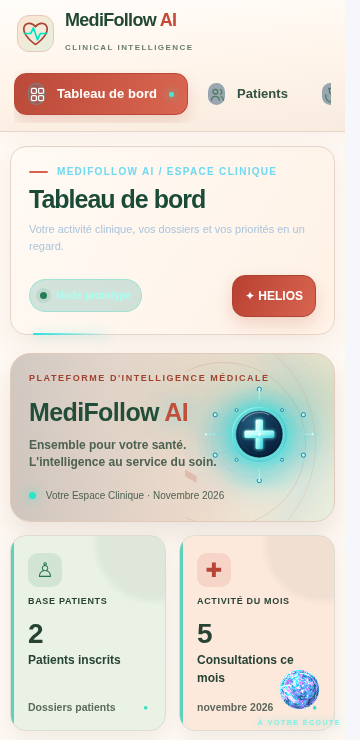 MediFollow AI
CLINICAL INTELLIGENCE
Tableau de bord
Patients
MEDIFOLLOW AI / ESPACE CLINIQUE
Tableau de bord
Votre activité clinique, vos dossiers et vos priorités en un
regard.
Mode prototype
✦ HELIOS
PLATEFORME D'INTELLIGENCE MÉDICALE
MediFollow AI
Ensemble pour votre santé.
L'intelligence au service du soin.
Votre Espace Clinique · Novembre 2026
BASE PATIENTS
2
Patients inscrits
Dossiers patients
ACTIVITÉ DU MOIS
5
Consultations ce
mois
novembre 2026
À VOTRE ÉCOUTE